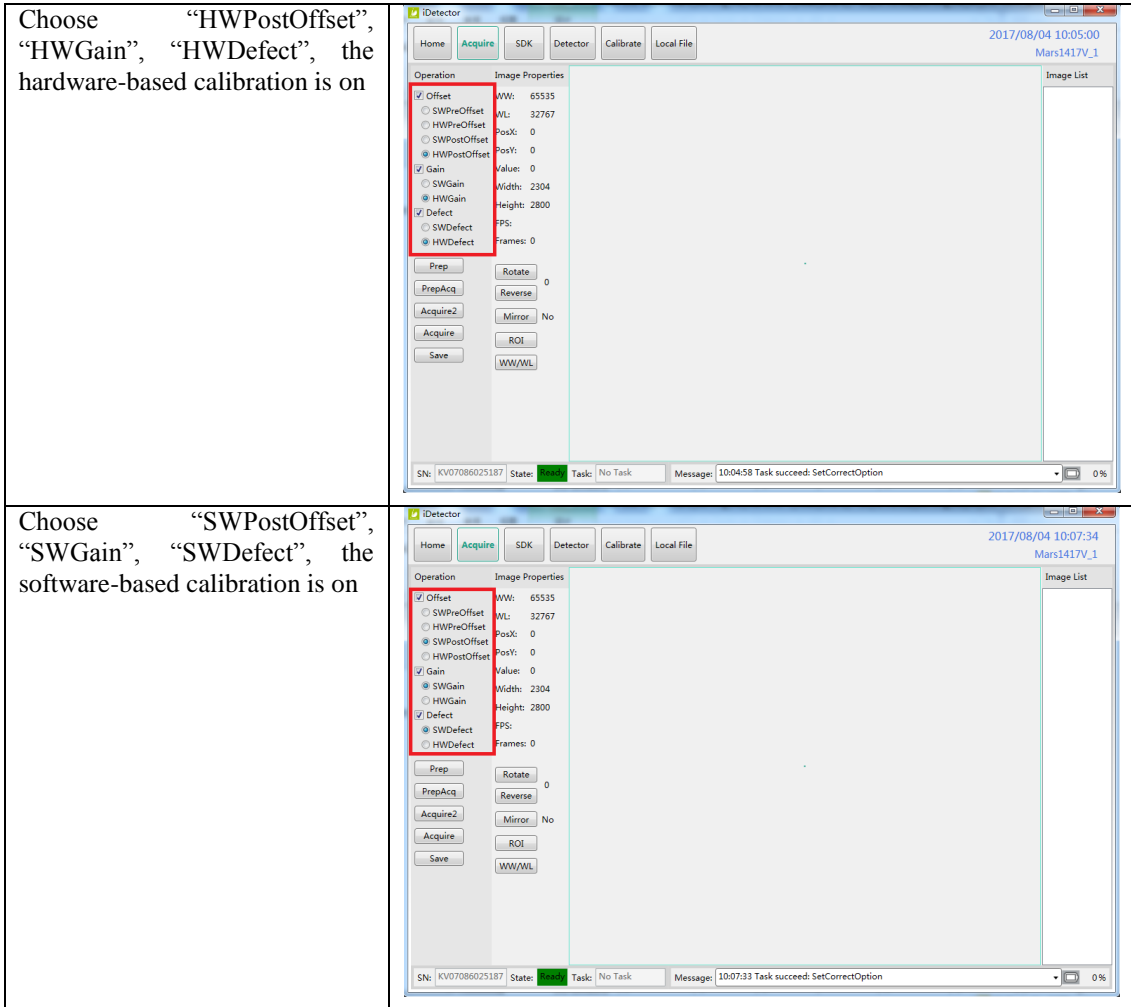 Choose “HWPostOffset”,
“HWGain”, “HWDefect”, the
hardware-based calibration is on
iDetector
Home Acquire SDK Detector Calibrate Local File
2017/08/04 10:05:00
Mars1417V_1
Operation Image Properties Image List
Offset WW: 65535
SWPreOffset WL: 32767
HWPreOffset PosX: 0
SWPostOffset PosY: 0
HWPostOffset
Gain Value: 0
SWGain Width: 2304
HWGain Height: 2800
Defect FPS:
SWDefect
HWDefect Frames: 0
Prep Rotate 0
PrepAcq Reverse
Acquire2 Mirror No
Acquire ROI
Save WW/WL
SN: KV07086025187 State: Ready Task: No Task Message: 10:04:58 Task succeed: SetCorrectOption 0%
Choose “SWPostOffset”,
“SWGain”, “SWDefect”, the
software-based calibration is on
iDetector
Home Acquire SDK Detector Calibrate Local File
2017/08/04 10:07:34
Mars1417V_1
Operation Image Properties Image List
Offset WW: 65535
SWPreOffset WL: 32767
HWPreOffset PosX: 0
SWPostOffset PosY: 0
HWPostOffset
Gain Value: 0
SWGain Width: 2304
HWGain Height: 2800
Defect FPS:
SWDefect
HWDefect Frames: 0
Prep Rotate 0
PrepAcq Reverse
Acquire2 Mirror No
Acquire ROI
Save WW/WL
SN: KV07086025187 State: Ready Task: No Task Message: 10:07:33 Task succeed: SetCorrectOption 0%